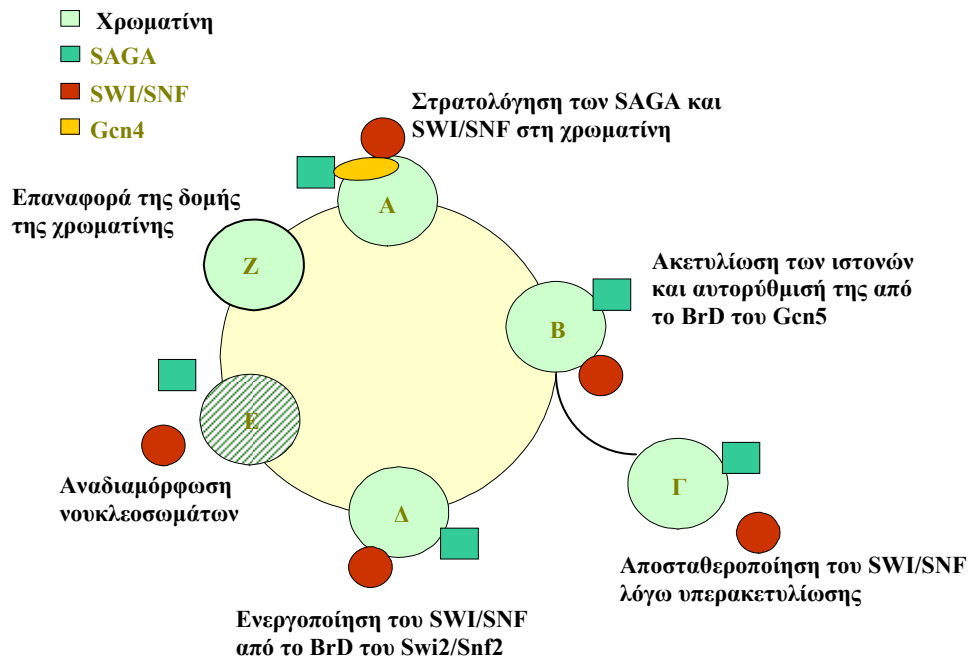 Χρωματίνη
SAGA
SWI/SNF
Gcn4
Στρατολόγηση των SAGA και
SWI/SNF στη χρωματίνη
Α
Επαναφορά της δομής
της χρωματίνης
Ζ
Ακετυλίωση των ιστονών
και αυτορύθμισή της από
το BrD του Gcn5
Β
Ε
Αναδιαμόρφωση
νουκλεοσωμάτων
Γ
Δ
Αποσταθεροποίηση του SWI/SNF
λόγω υπερακετυλίωσης
Ενεργοποίηση του SWI/SNF
από το BrD του Swi2/Snf2